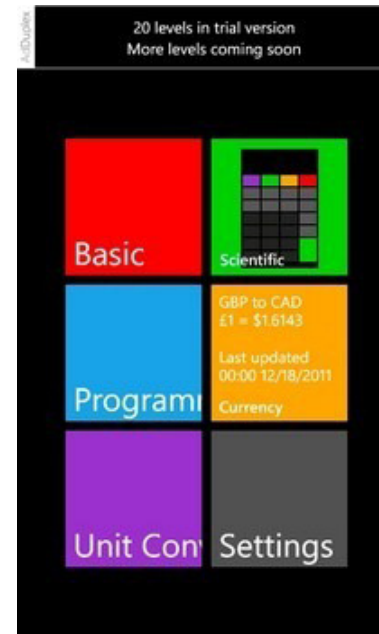 AdDuplex
20 levels in trial version
More levels coming soon
Basic
Scientific
Programm
GBP to CAD
£1 = $1.6143
Last updated
00:00 12/18/2011
Currency
Unit Conv
Settings